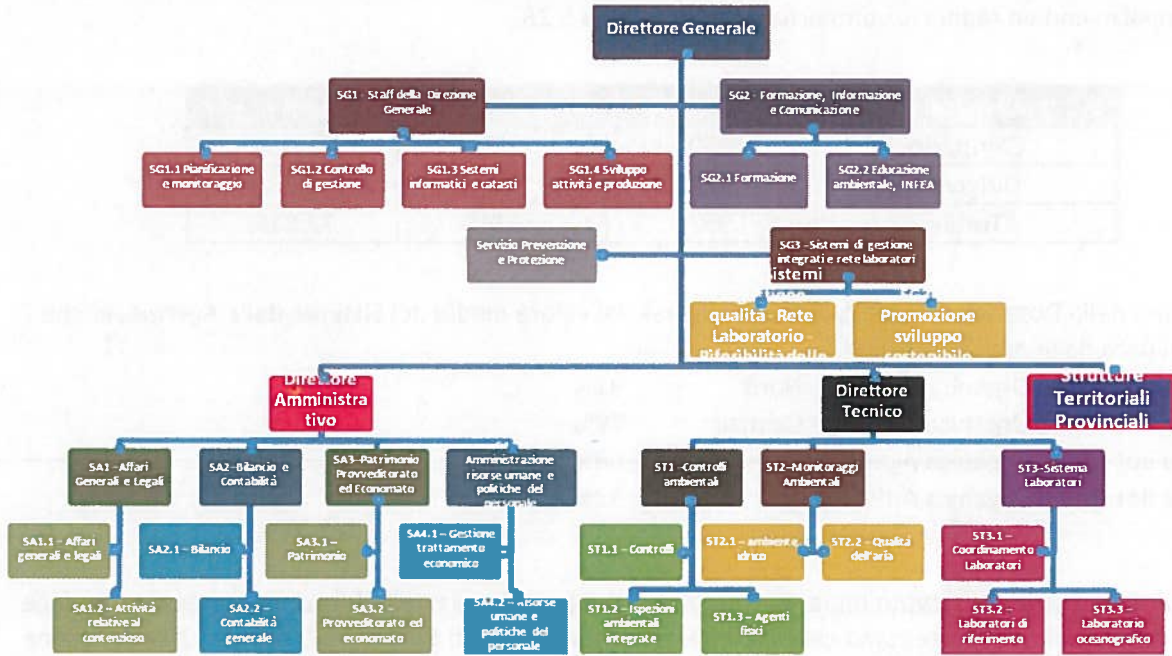 Direttore Generale
SG1 - Staff della Direzione
Generale
SG2 - Formazione, Informazione
e Comunicazione
SG1.1 Pianificazione
e monitoraggio
SG1.2 Controllo
di gestione
SG1.3 Sistemi
informatici e catasti
SG1.4 Sviluppo
attività e produzione
SG2.1 Formazione
SG2.2 Educazione
ambientale, INFEA
Servizio Prevenzione
e Protezione
SG3 - Sistemi di gestione
integrati e rete laboratori
qualità - Rete
Laboratorio -
Promozione
sviluppo
sostenibile
Direttore
Amministra
tivo
Direttore
Tecnico
Strutture
Territoriali
Provinciali
SA1 - Affari
Generali e Legali
SA2 - Bilancio e
Contabilità
SA3 - Patrimonio
Provveditorato
ed Economato
Amministrazione
risorse umane e
politiche del
personale
ST1 - Controlli
ambientali
ST2 - Monitoraggi
Ambientali
ST3 - Sistema
Laboratori
SA1.1 - Affari
generali e legali
SA2.1 - Bilancio
SA3.1 -
Patrimonio
SA4.1 - Gestione
trattamento
economico
ST1.1 - Controlli
ST2.1 - ambiente
idrico
ST2.2 - Qualità
dell'aria
ST3.1 -
Coordinamento
Laboratori
SA1.2 - Attività
relative al
contenzioso
SA2.2 -
Contabilità
generale
SA3.2 -
Provveditorato ed
economato
SA4.2 - Risorse
umane e
politiche del
personale
ST1.2 - Ispezioni
ambientali
integrate
ST1.3 - Agenti
fisici
ST3.2 -
Laboratori di
riferimento
ST3.3 -
Laboratorio
oceanografico